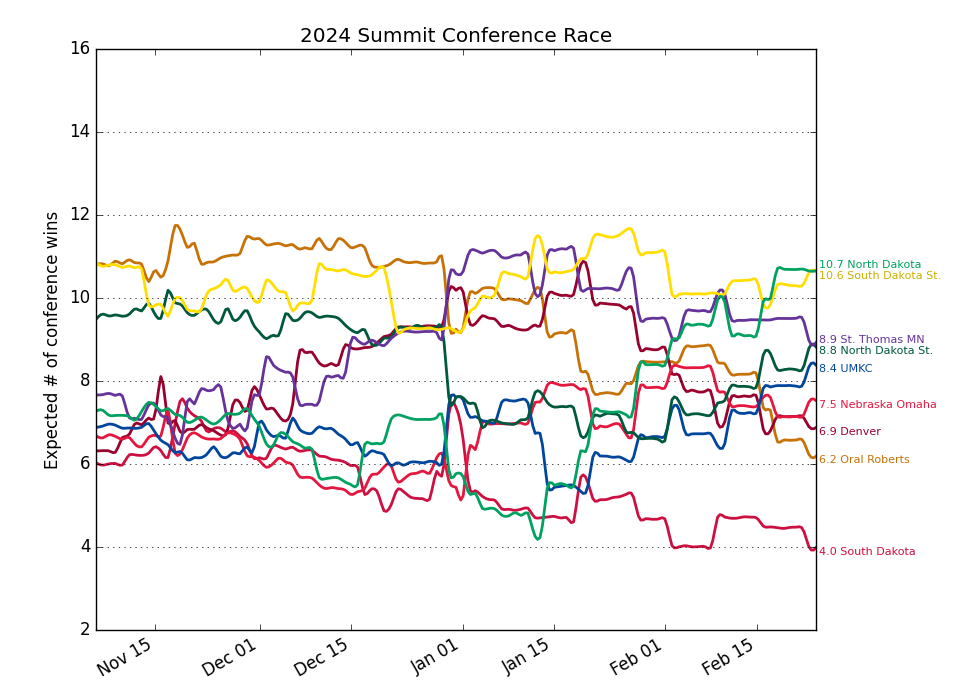 2024 Summit Conference Race
Expected # of conference wins
16
14
12
10
8
6
4
2
10.7 North Dakota
10.6 South Dakota St.
8.9 St. Thomas MN
8.8 North Dakota St.
8.4 UMKC
7.5 Nebraska Omaha
6.9 Denver
6.2 Oral Roberts
4.0 South Dakota
Nov 15
Dec 01
Dec 15
Jan 01
Jan 15
Feb 01
Feb 15